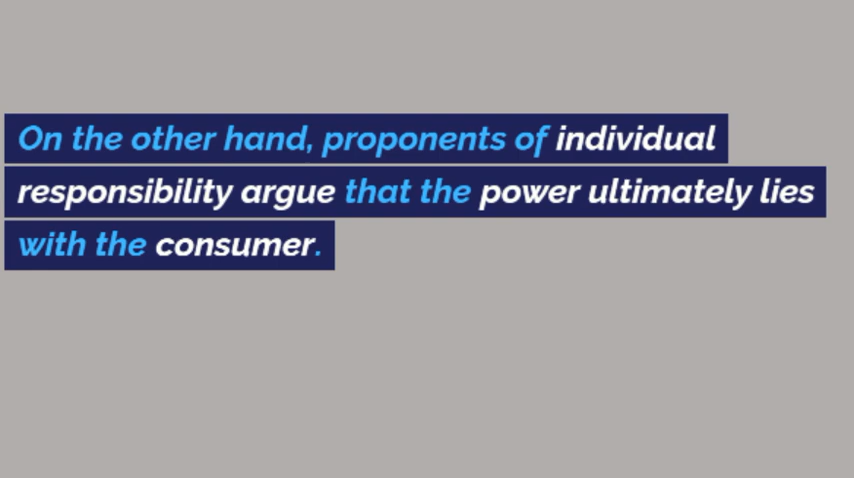 On the other hand, proponents of individual
responsibility argue that the power ultimately lies
with the consumer.